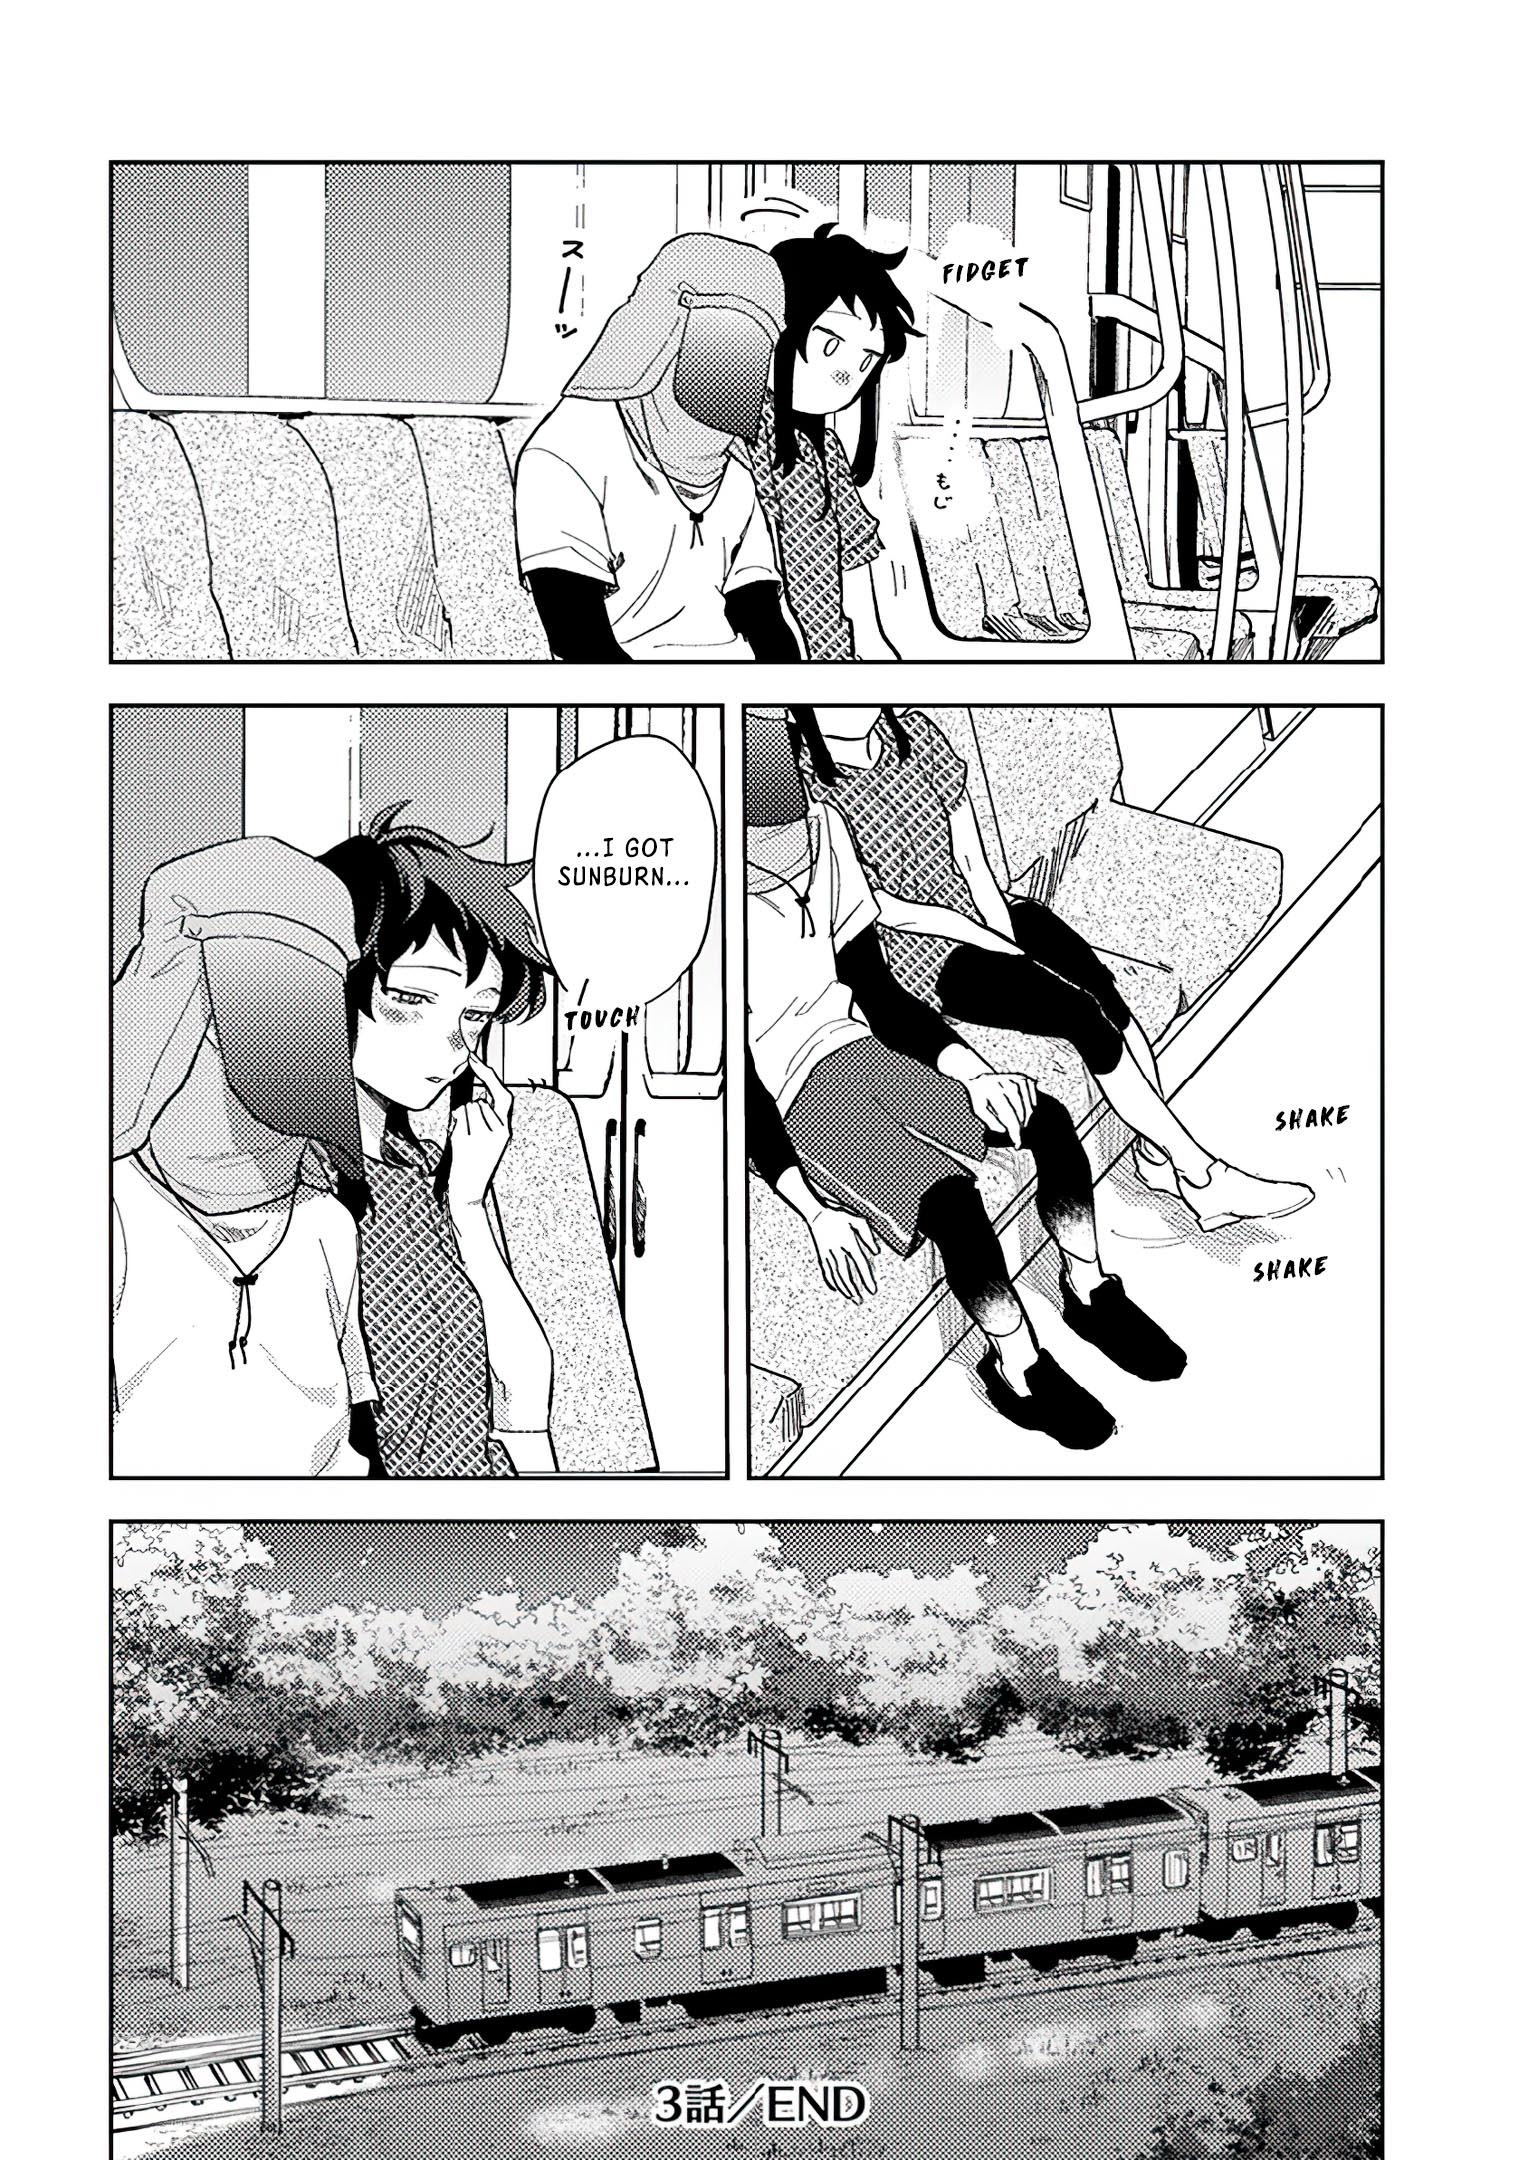 FIDGET
スーッ
…もじ
SHAKE
SHAKE
...I GOT
SUNBURN...
TOUCH
3話／END